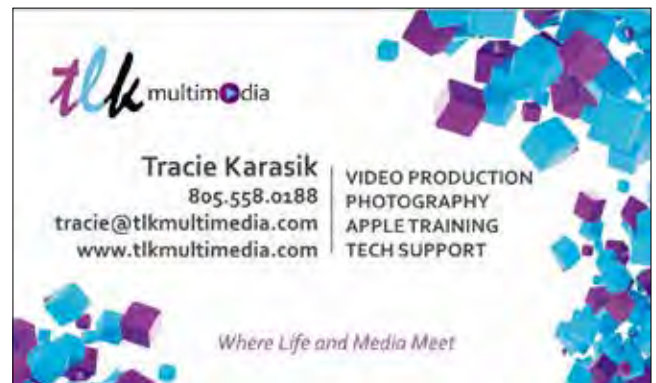 tlk multimedia
Tracie Karasik
805.558.0188
tracie@tlkmultimedia.com
www.tlkmultimedia.com
VIDEO PRODUCTION
PHOTOGRAPHY
APPLE TRAINING
TECH SUPPORT
Where Life and Media Meet